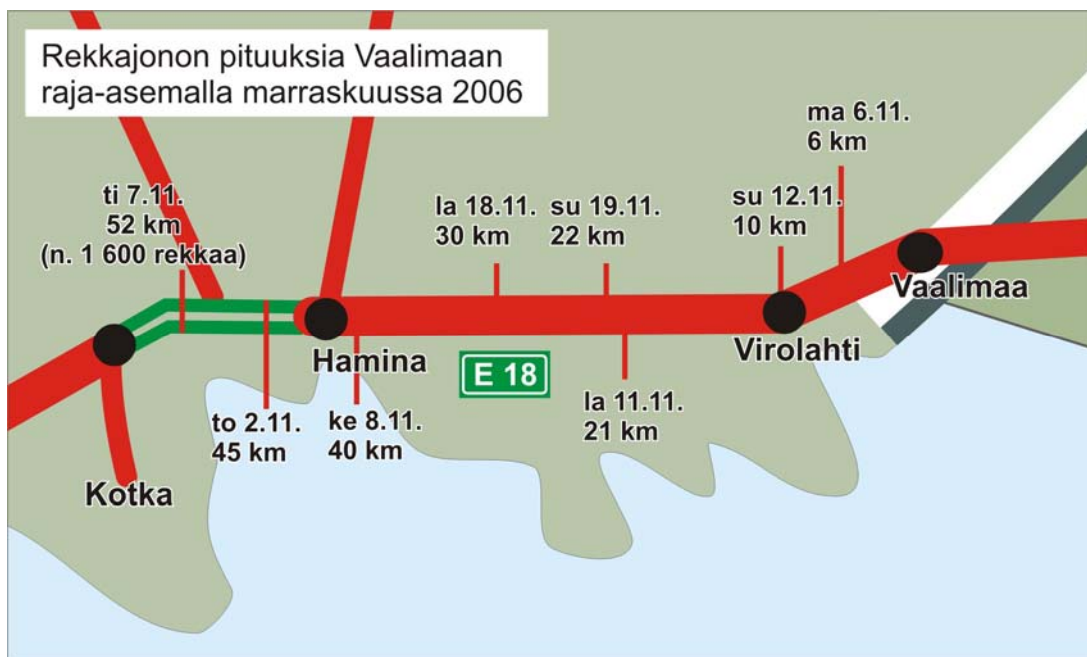 Rekkajonon pituuksia Vaalimaan
raja-asemalla marraskuussa 2006
ma 6.11.
6 km
ti 7.11.
52 km
(n. 1 600 rekkaa)
la 18.11.
30 km
su 19.11.
22 km
su 12.11.
10 km
Vaalimaa
Hamina
Virolahti
E 18
to 2.11.
45 km
ke 8.11.
40 km
la 11.11.
21 km
Kotka